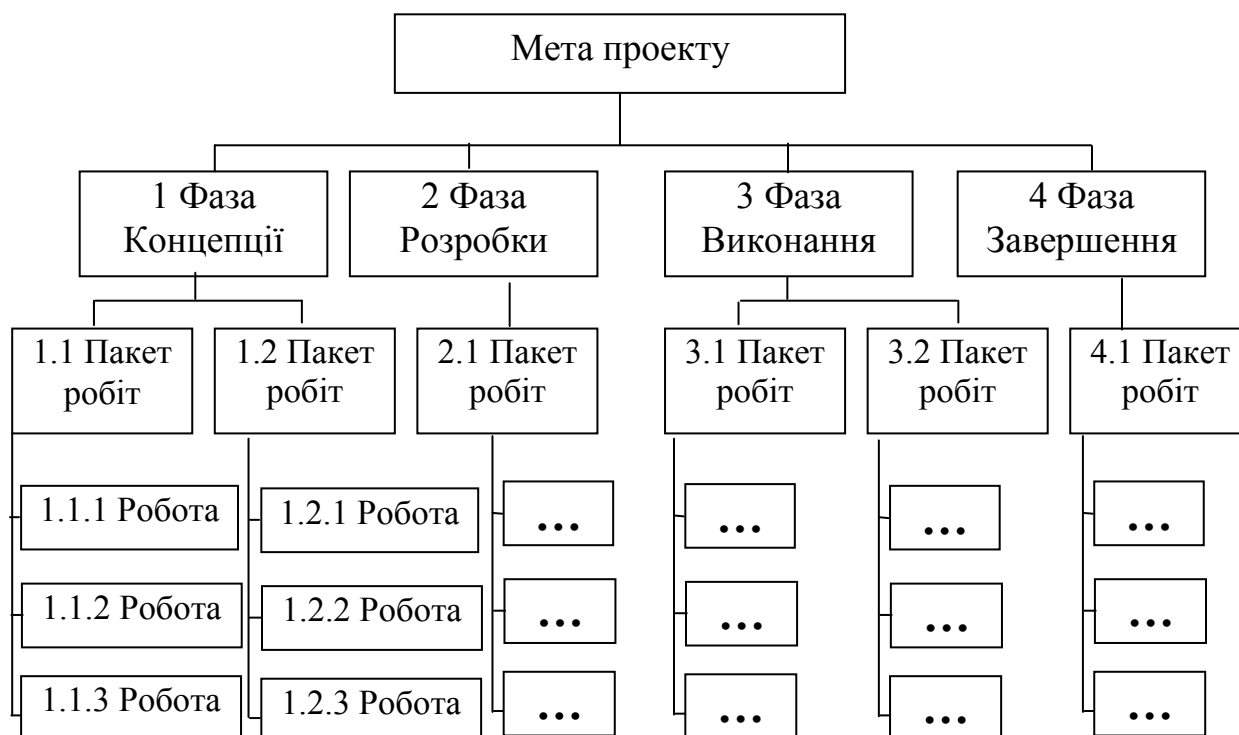 Мета проекту
1 Фаза
Концепції
2 Фаза
Розробки
3 Фаза
Виконання
4 Фаза
Завершення
1.1 Пакет
робіт
1.2 Пакет
робіт
2.1 Пакет
робіт
3.1 Пакет
робіт
3.2 Пакет
робіт
4.1 Пакет
робіт
1.1.1 Робота
1.2.1 Робота
...
...
...
...
1.1.2 Робота
1.2.2 Робота
...
...
...
...
1.1.3 Робота
1.2.3 Робота
...
...
...
...